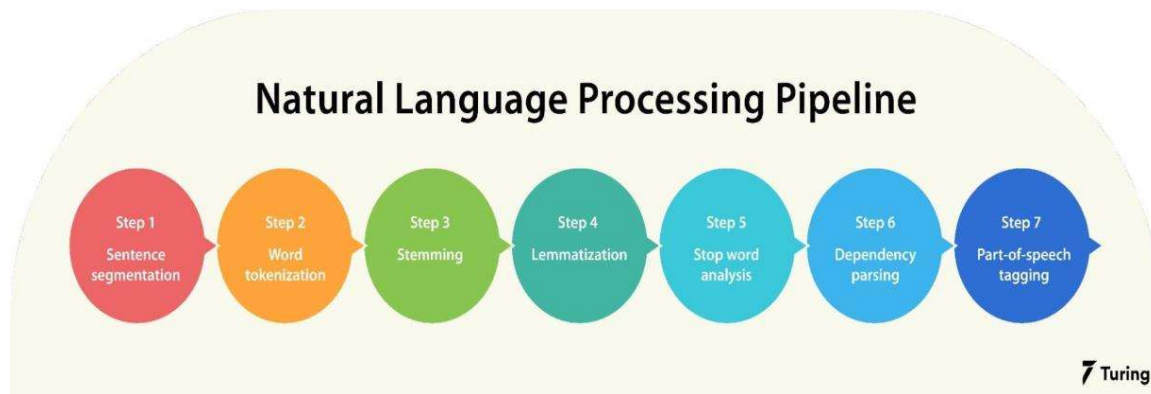 Natural Language Processing Pipeline
Step 1
Sentence
segmentation
Step 2
Word
tokenization
Step 3
Stemming
Step 4
Lemmatization
Step 5
Stop word
analysis
Step 6
Dependency
parsing
Step 7
Part-of-speech
tagging
Turing